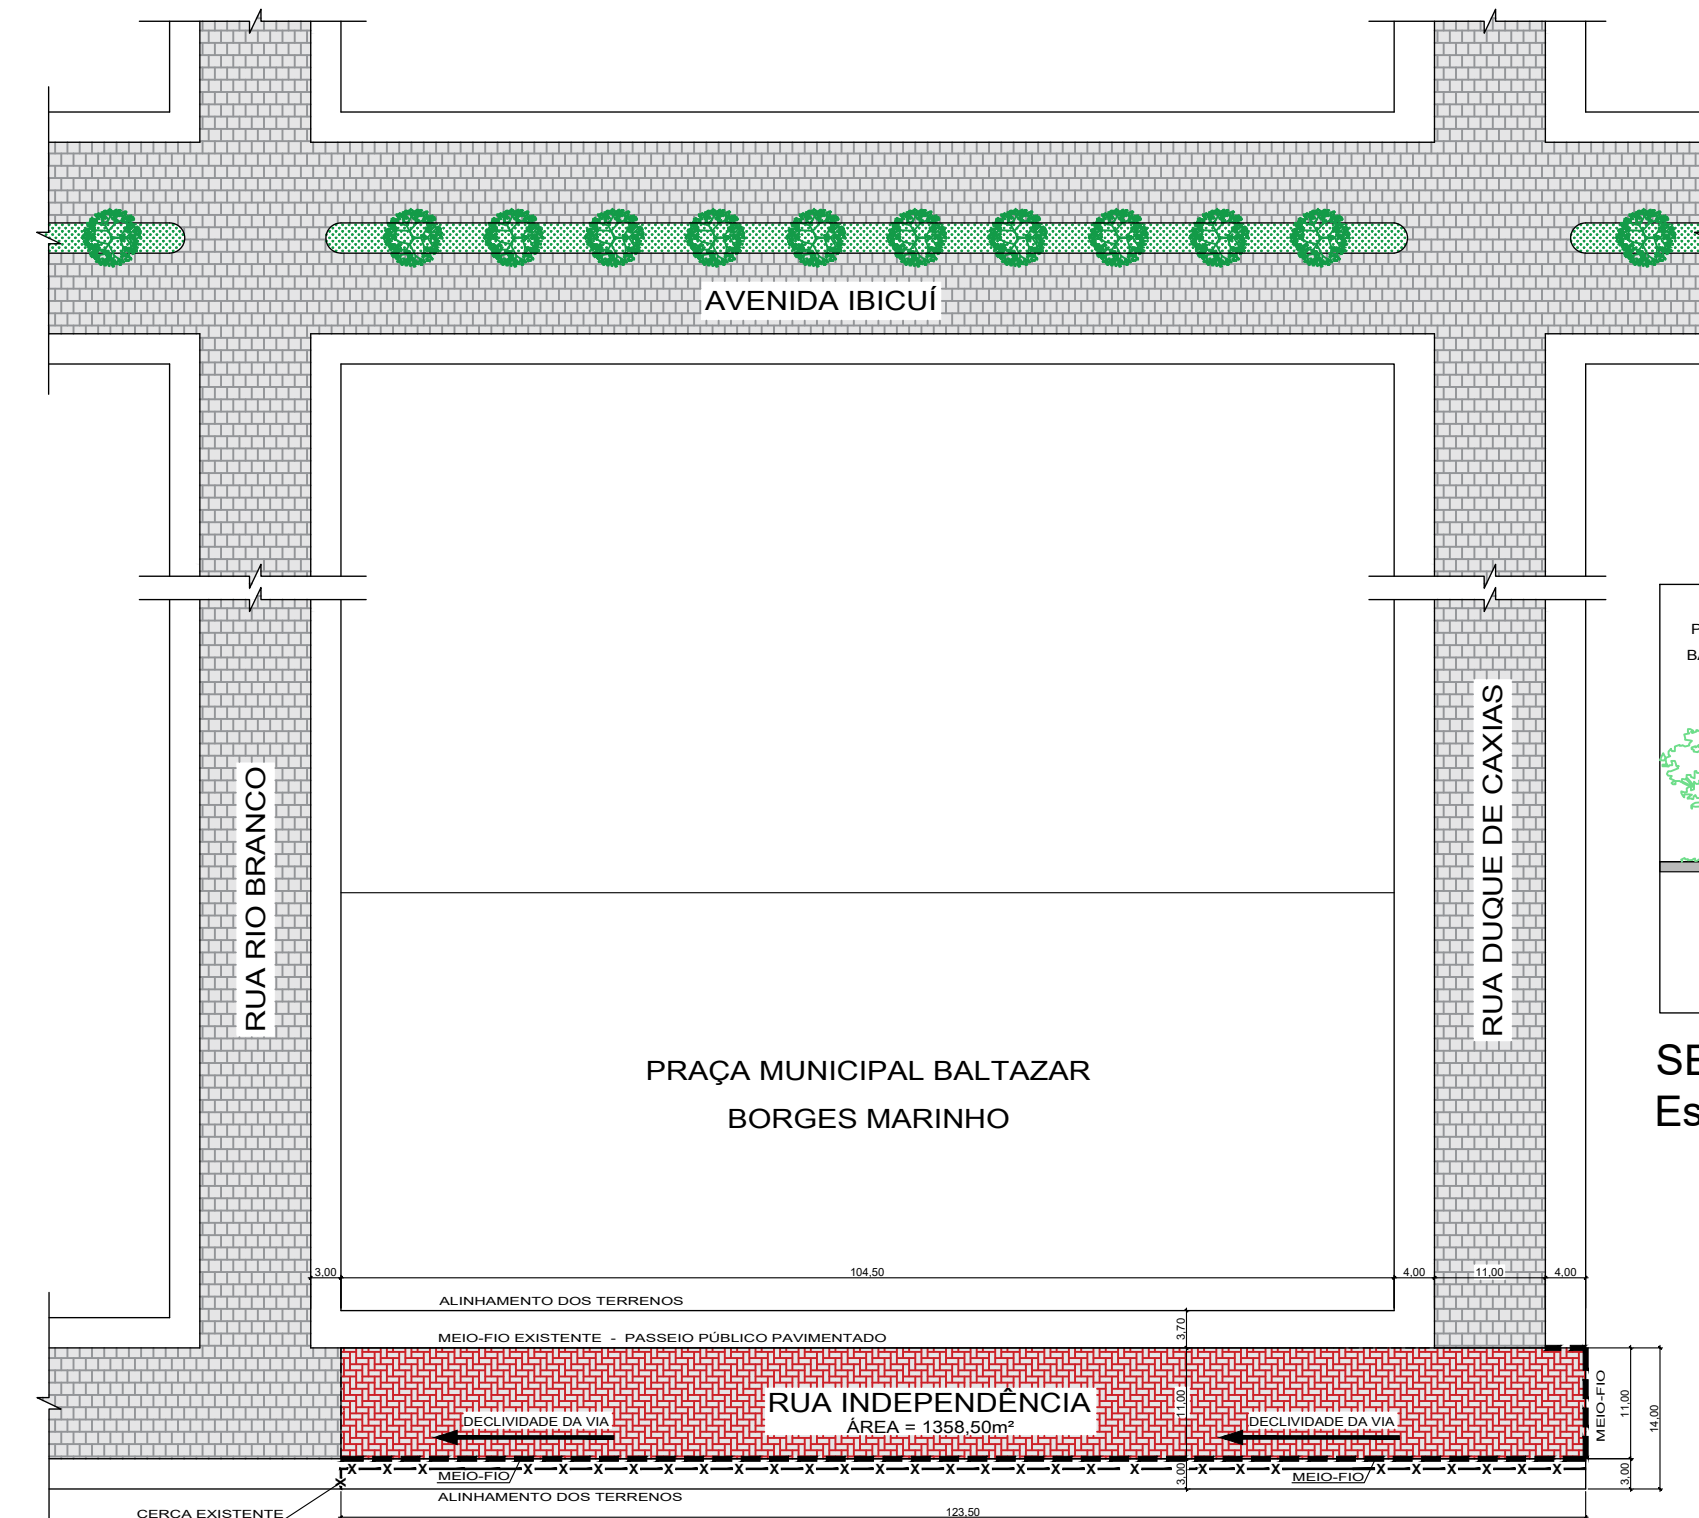 AVENIDA IBICUÍ
P
BA
RUA RIO BRANCO
RUA DUQUE DE CAXIAS
SE
Es
PRAÇA MUNICIPAL BALTAZAR
BORGES MARINHO
3,00
104,50
4,00
11,00
4,00
ALINHAMENTO DOS TERRENOS
3,70
MEIO-FIO EXISTENTE - PASSEIO PÚBLICO PAVIMENTADO
RUA INDEPENDÊNCIA
ÁREA = 1358,50m²
11,00
DECLIVIDADE DA VIA
DECLIVIDADE DA VIA
MEIO-FIO
11,00
14,00
MEIO-FIO
3,00
MEIO-FIO
3,00
ALINHAMENTO DOS TERRENOS
CERCA EXISTENTE
123,50